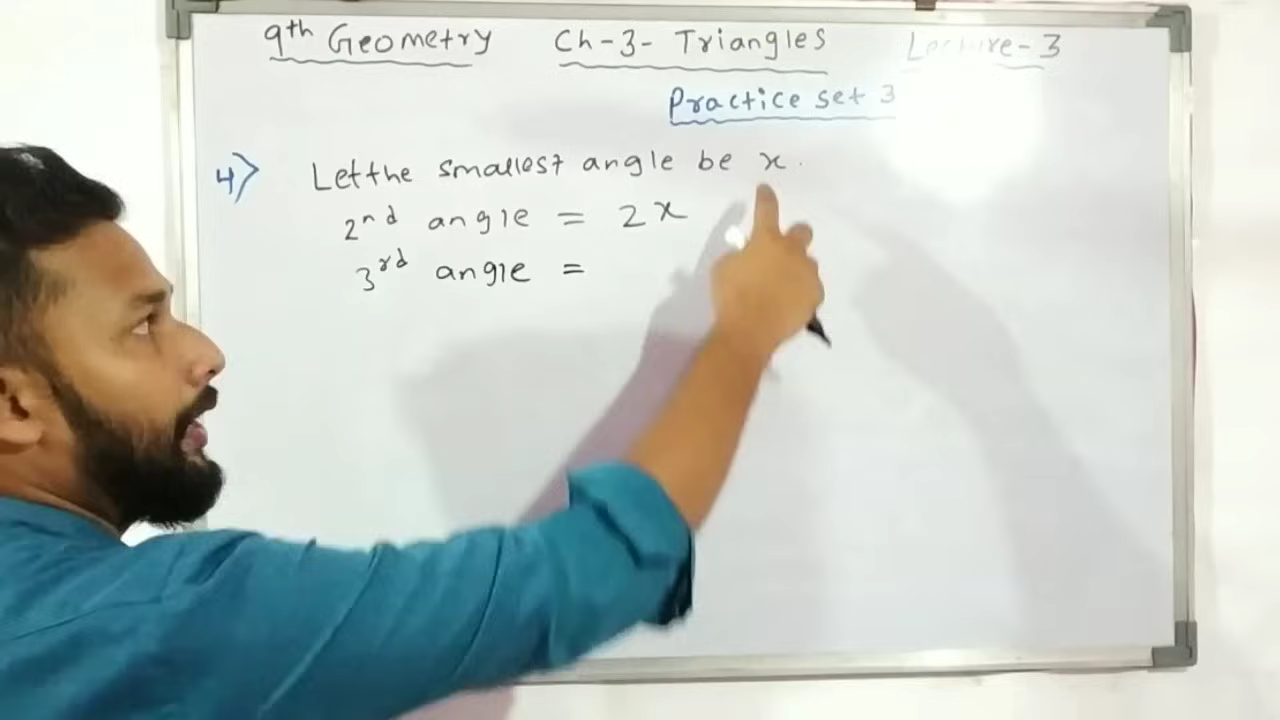 9th Geometry Ch-3- Triangles Lecture-3
Practice set 3
4) Let the smallest angle be x.
2nd angle = 2x
3rd angle =